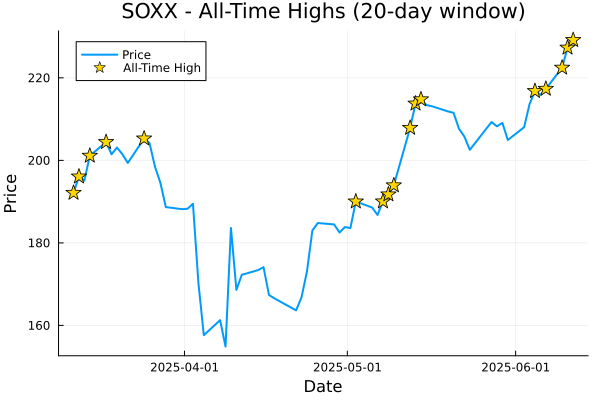 SOXX - All-Time Highs (20-day window)
Price
All-Time High
220
200
180
160
Price
2025-04-01
2025-05-01
2025-06-01
Date